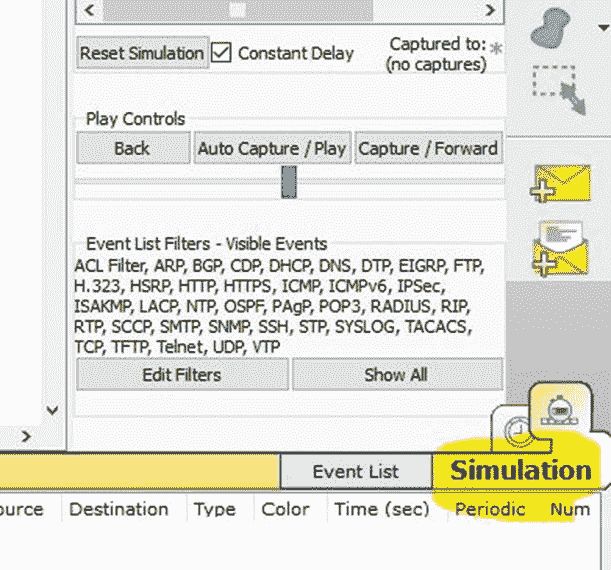 Reset Simulation Constant Delay Captured to: *
(no captures)
Play Controls
Back Auto Capture / Play Capture / Forward
Event List Filters - Visible Events
ACL Filter, ARP, BGP, CDP, DHCP, DNS, DTP, EIGRP, FTP,
H.323, HSRP, HTTP, HTTPS, ICMP, ICMPv6, IPSec,
ISAKMP, LACP, NTP, OSPF, PAgP, POP3, RADIUS, RIP,
RTP, SCCP, SMTP, SNMP, SSH, STP, SYSLOG, TACACS,
TCP, TFTP, Telnet, UDP, VTP
Edit Filters Show All
Event List Simulation
ource Destination Type Color Time (sec) Periodic Num